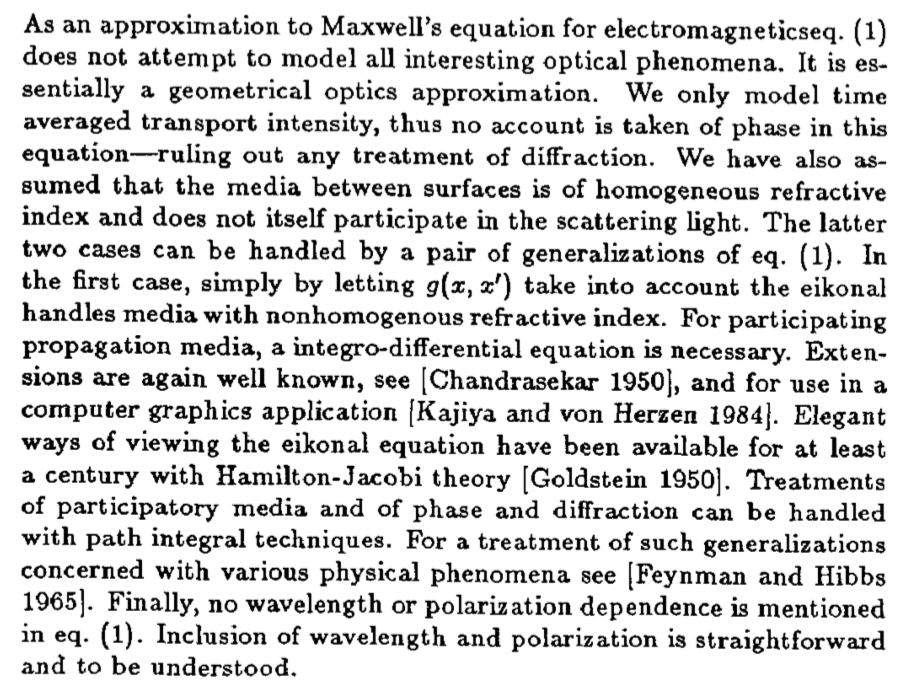 As an approximation to Maxwell's equation for electromagneticseq. (1)
does not attempt to model all interesting optical phenomena. It is es-
sentially a geometrical optics approximation. We only model time
averaged transport intensity, thus no account is taken of phase in this
equation—ruling out any treatment of diffraction. We have also as-
sumed that the media between surfaces is of homogeneous refractive
index and does not itself participate in the scattering light. The latter
two cases can be handled by a pair of generalizations of eq. (1). In
the first case, simply by letting g(x, x′) take into account the eikonal
handles media with nonhomogenous refractive index. For participating
propagation media, a integro-differential equation is necessary. Exten-
sions are again well known, see [Chandrasekar 1950], and for use in a
computer graphics application [Kajiya and von Herzen 1984]. Elegant
ways of viewing the eikonal equation have been available for at least
a century with Hamilton-Jacobi theory [Goldstein 1950]. Treatments
of participatory media and of phase and diffraction can be handled
with path integral techniques. For a treatment of such generalizations
concerned with various physical phenomena see [Feynman and Hibbs
1965]. Finally, no wavelength or polarization dependence is mentioned
in eq. (1). Inclusion of wavelength and polarization is straightforward
and to be understood.